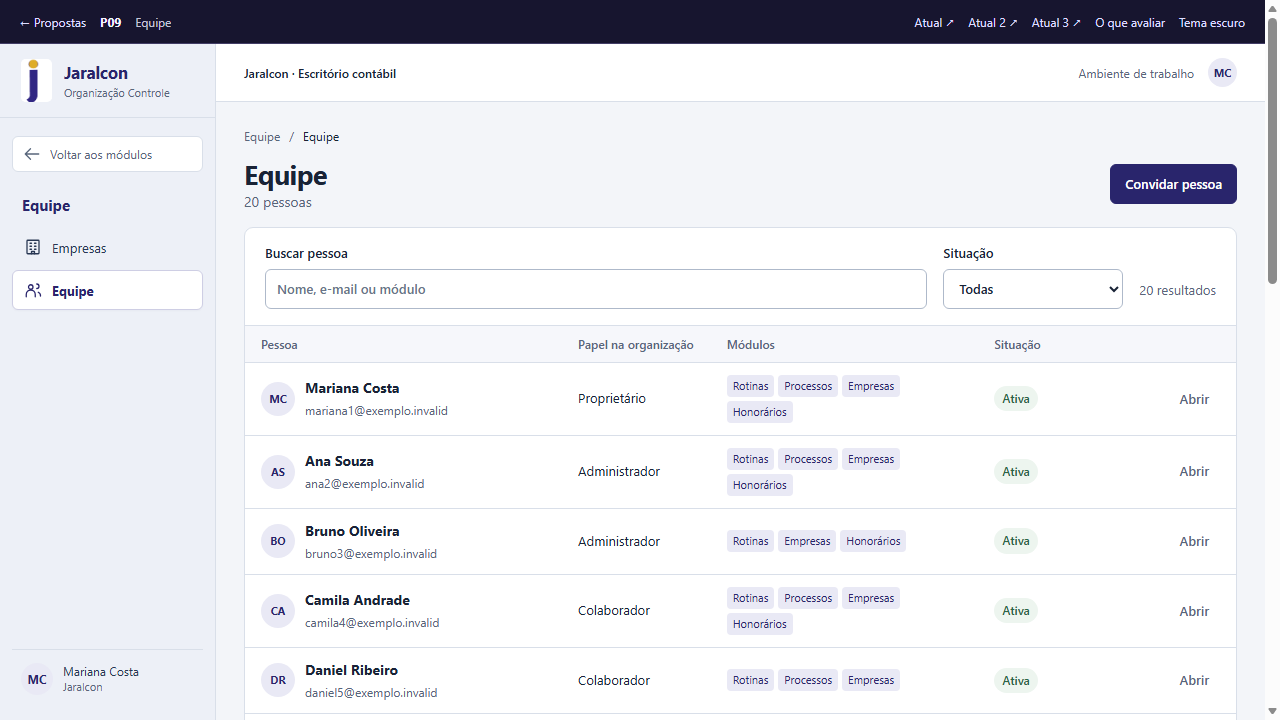 ← Propostas P09 Equipe Atual ↗ Atual 2 ↗ Atual 3 ↗ O que avaliar Tema escuro
j Jaralcon
Organização Controle
Jaralcon · Escritório contábil Ambiente de trabalho MC
← Voltar aos módulos
Equipe
Empresas
Equipe
Equipe / Equipe
Equipe
20 pessoas
Convidar pessoa
Buscar pessoa Situação
Nome, e-mail ou módulo Todas 20 resultados
Pessoa Papel na organização Módulos Situação
MC Mariana Costa Proprietário Rotinas Processos Empresas Ativa Abrir
mariana1@exemplo.invalid Honorários
AS Ana Souza Administrador Rotinas Processos Empresas Ativa Abrir
ana2@exemplo.invalid Honorários
BO Bruno Oliveira Administrador Rotinas Empresas Honorários Ativa Abrir
bruno3@exemplo.invalid
CA Camila Andrade Colaborador Rotinas Processos Empresas Ativa Abrir
camila4@exemplo.invalid Honorários
DR Daniel Ribeiro Colaborador Rotinas Processos Empresas Ativa Abrir
daniel5@exemplo.invalid
MC Mariana Costa
Jaralcon